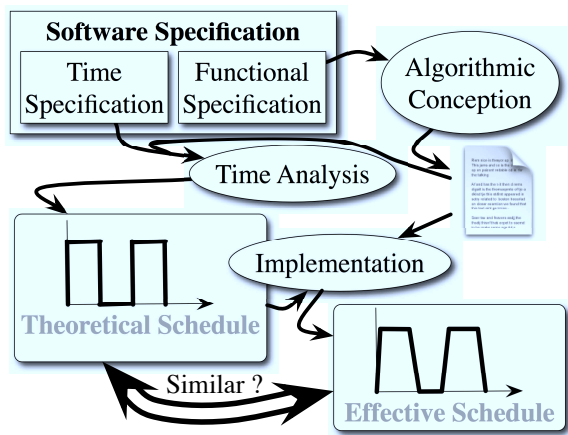 Software Specification
Time
Specification
Functional
Specification
Algorithmic
Conception
Time Analysis
Implementation
Theoretical Schedule
Similar ?
Effective Schedule